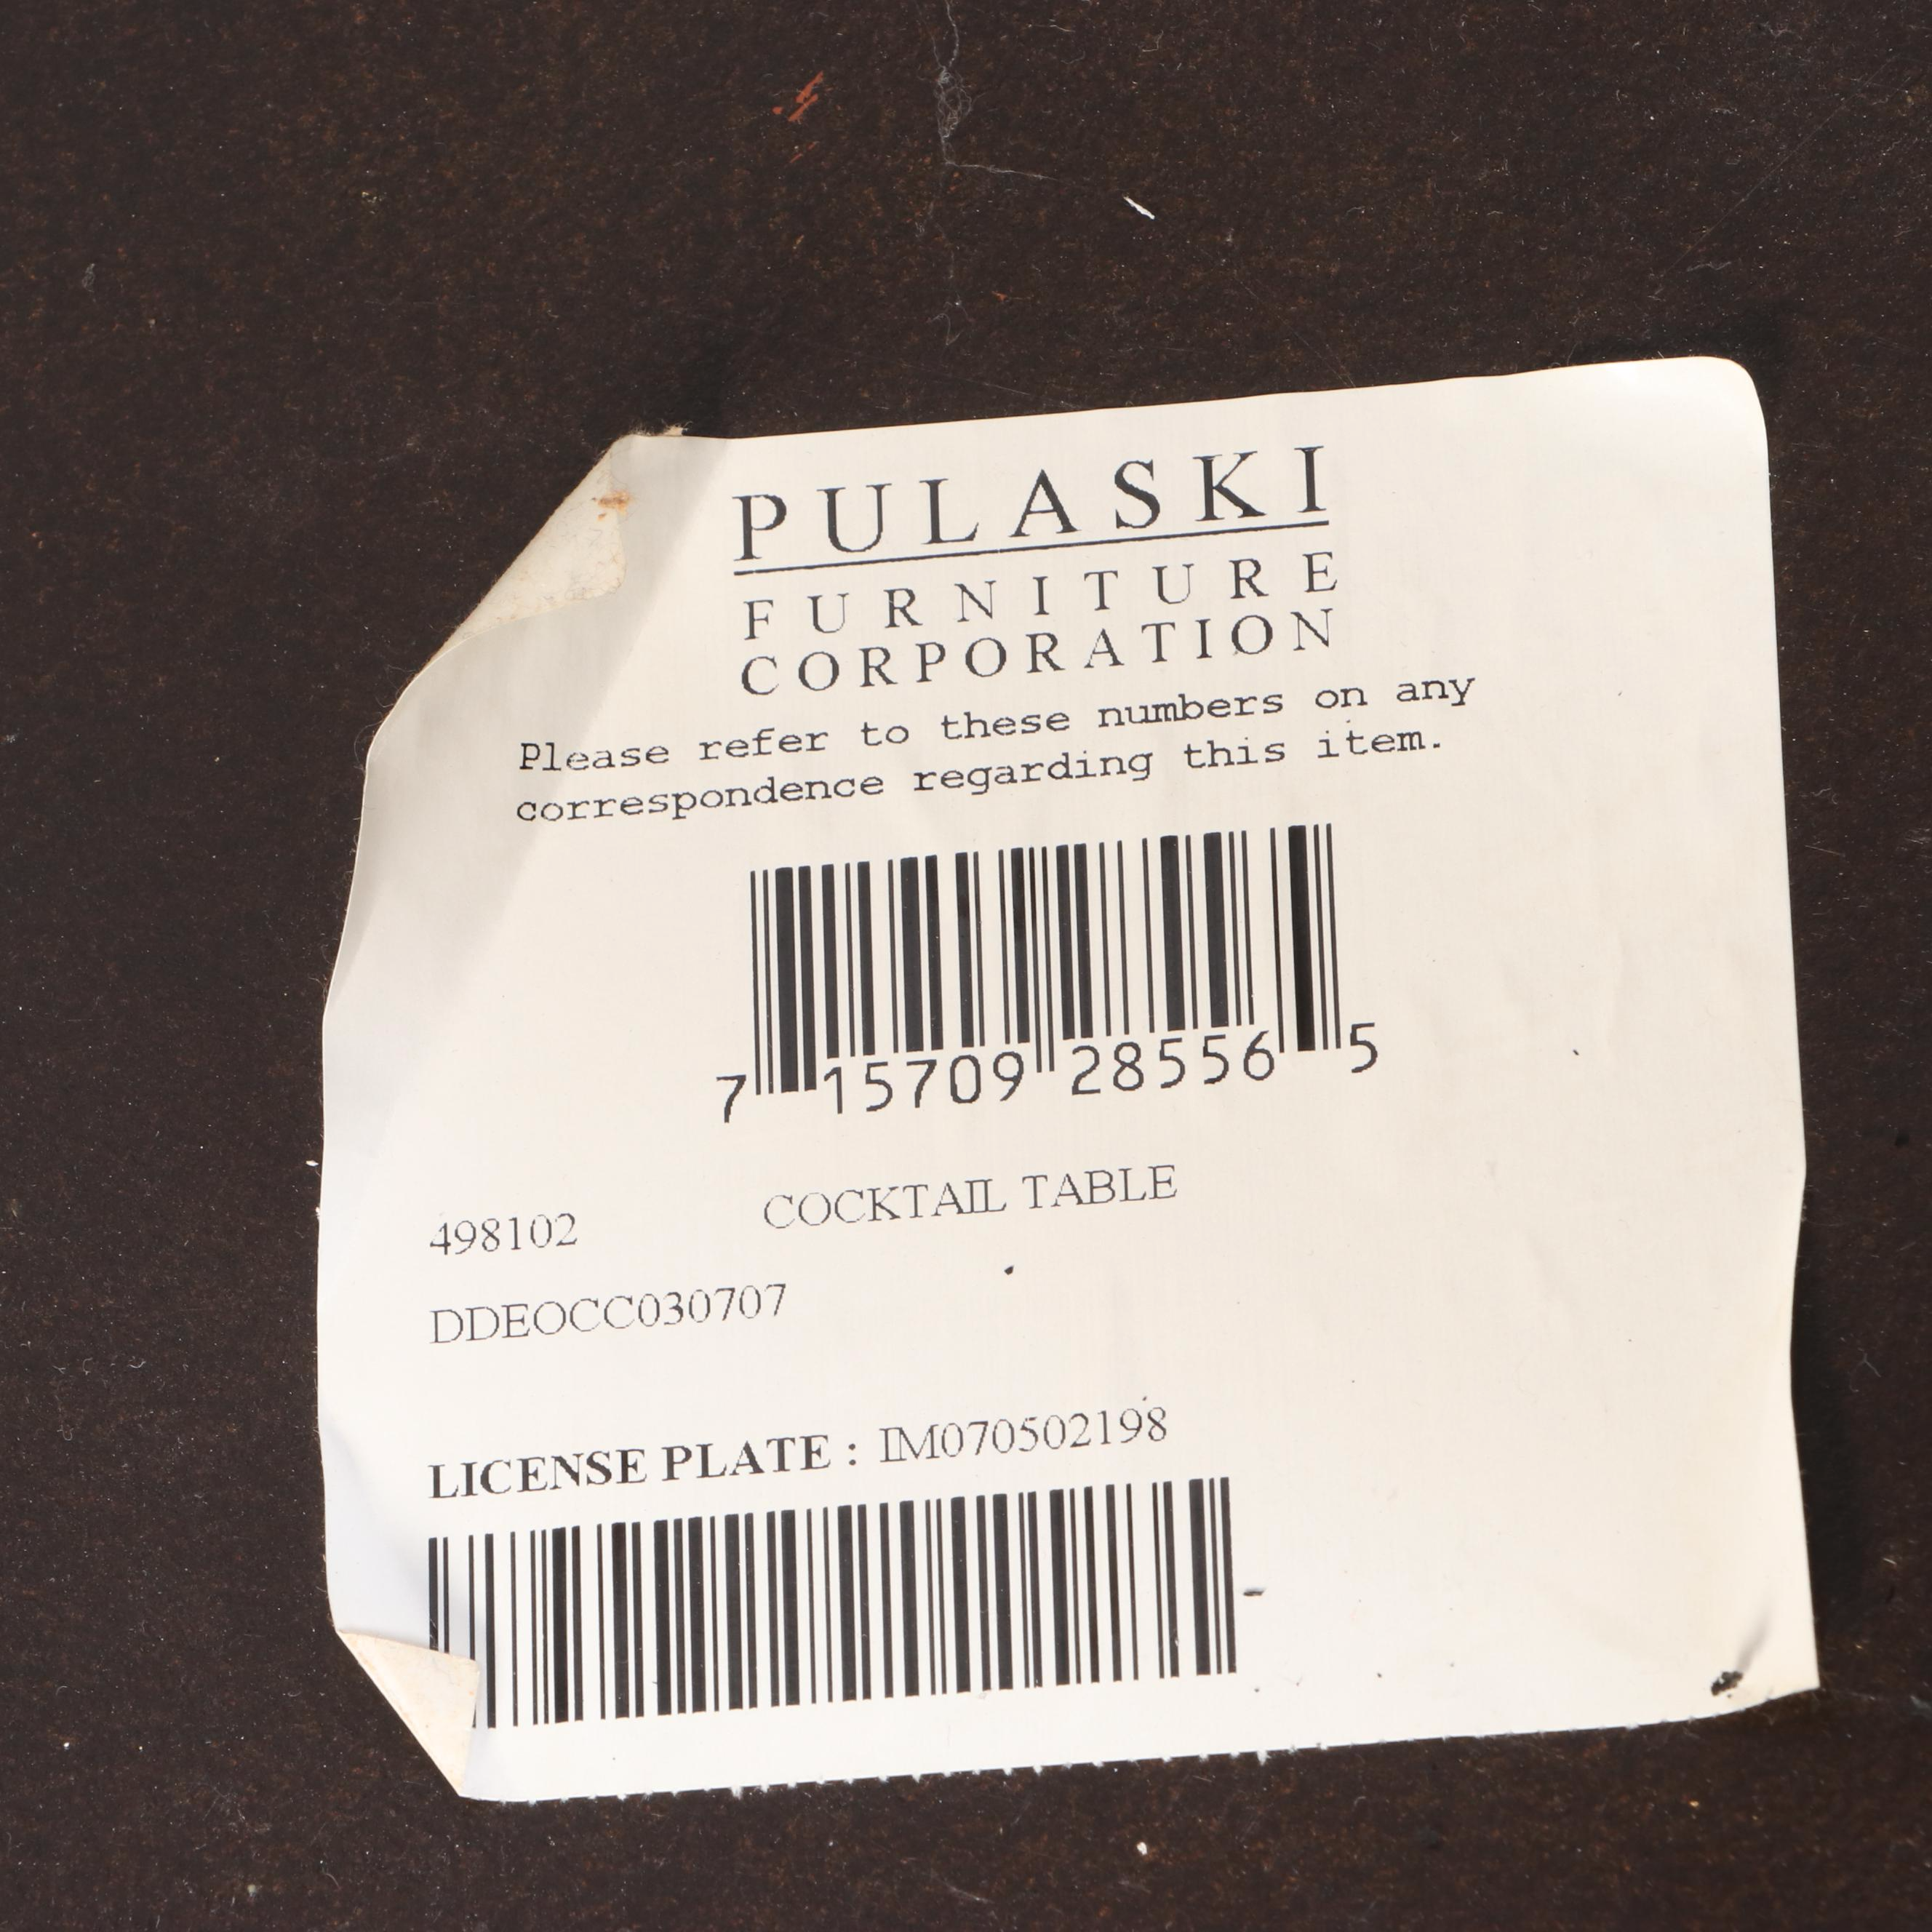 PULASKI
FURNITURE
CORPORATION
Please refer to these numbers on any
correspondence regarding this item.
7 15709 28556 5
498102 COCKTAIL TABLE
DDEOCC030707
LICENSE PLATE : IM070502198